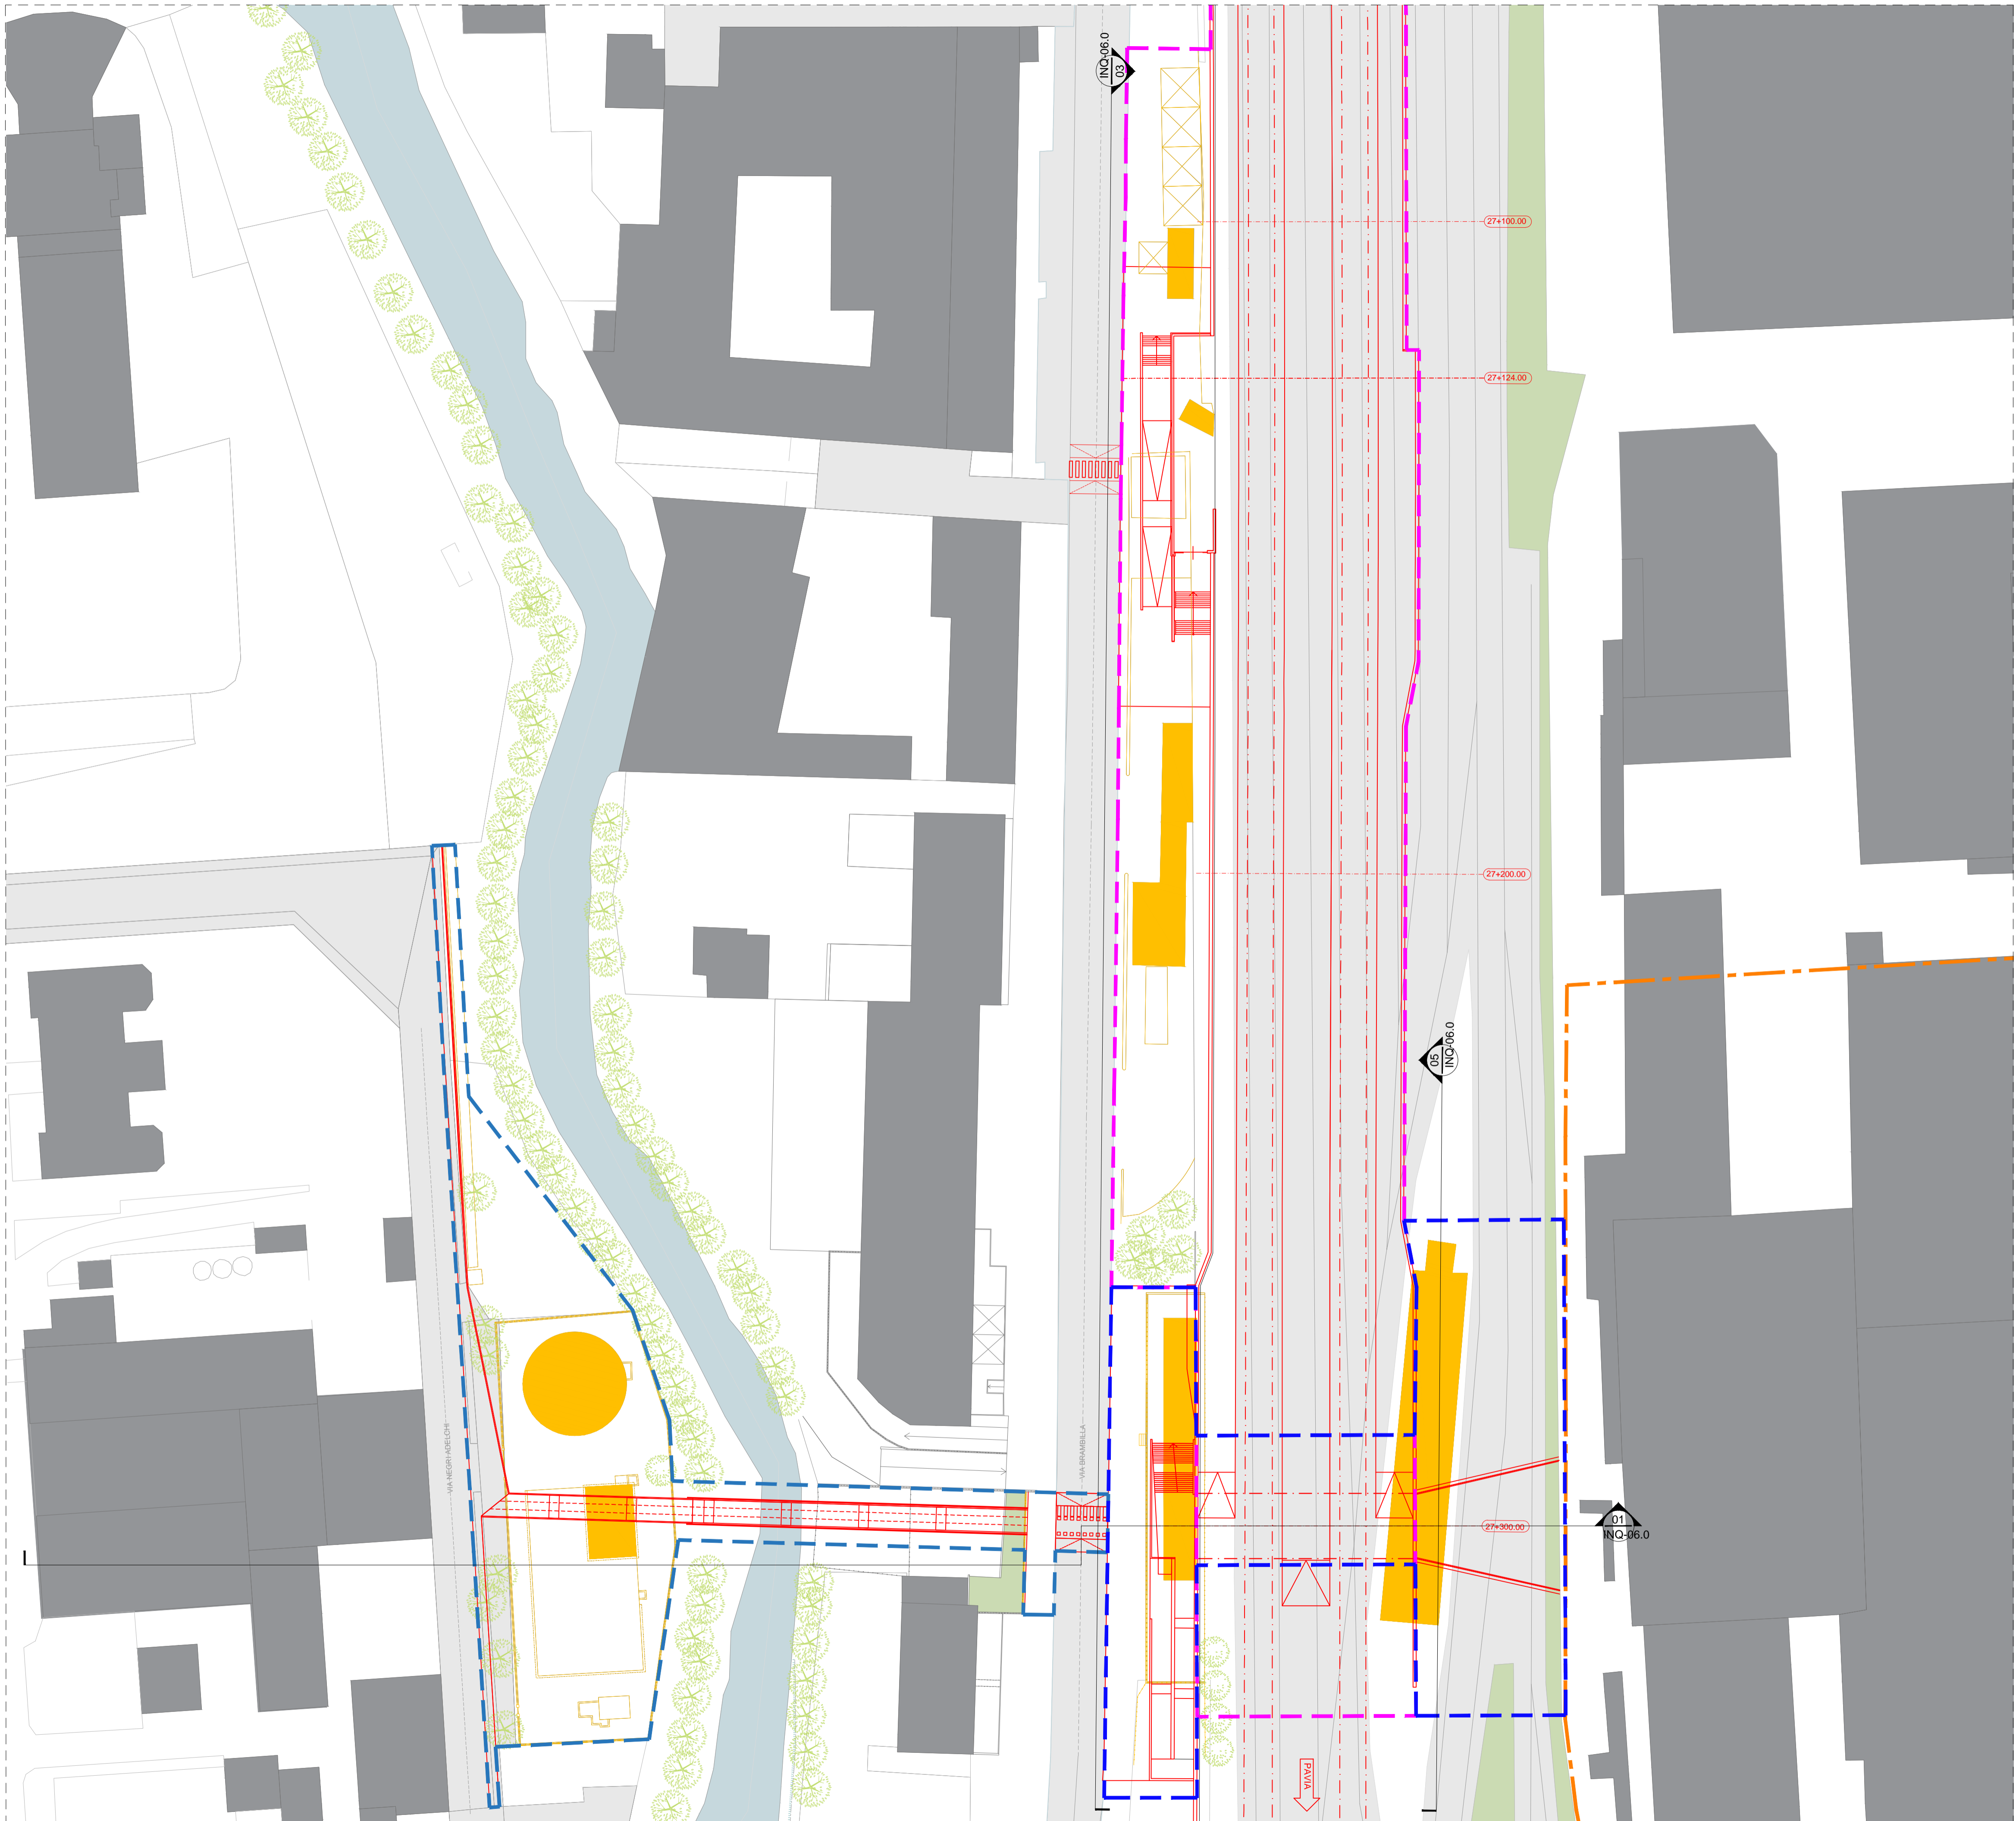 INQ-06.0
03
27+100.00
27+124.00
27+200.00
05
INQ-06.0
VIA NEGRI ADELCHI
VIA BRAMBILLA
01
INQ-06.0
27+300.00
PAVIA